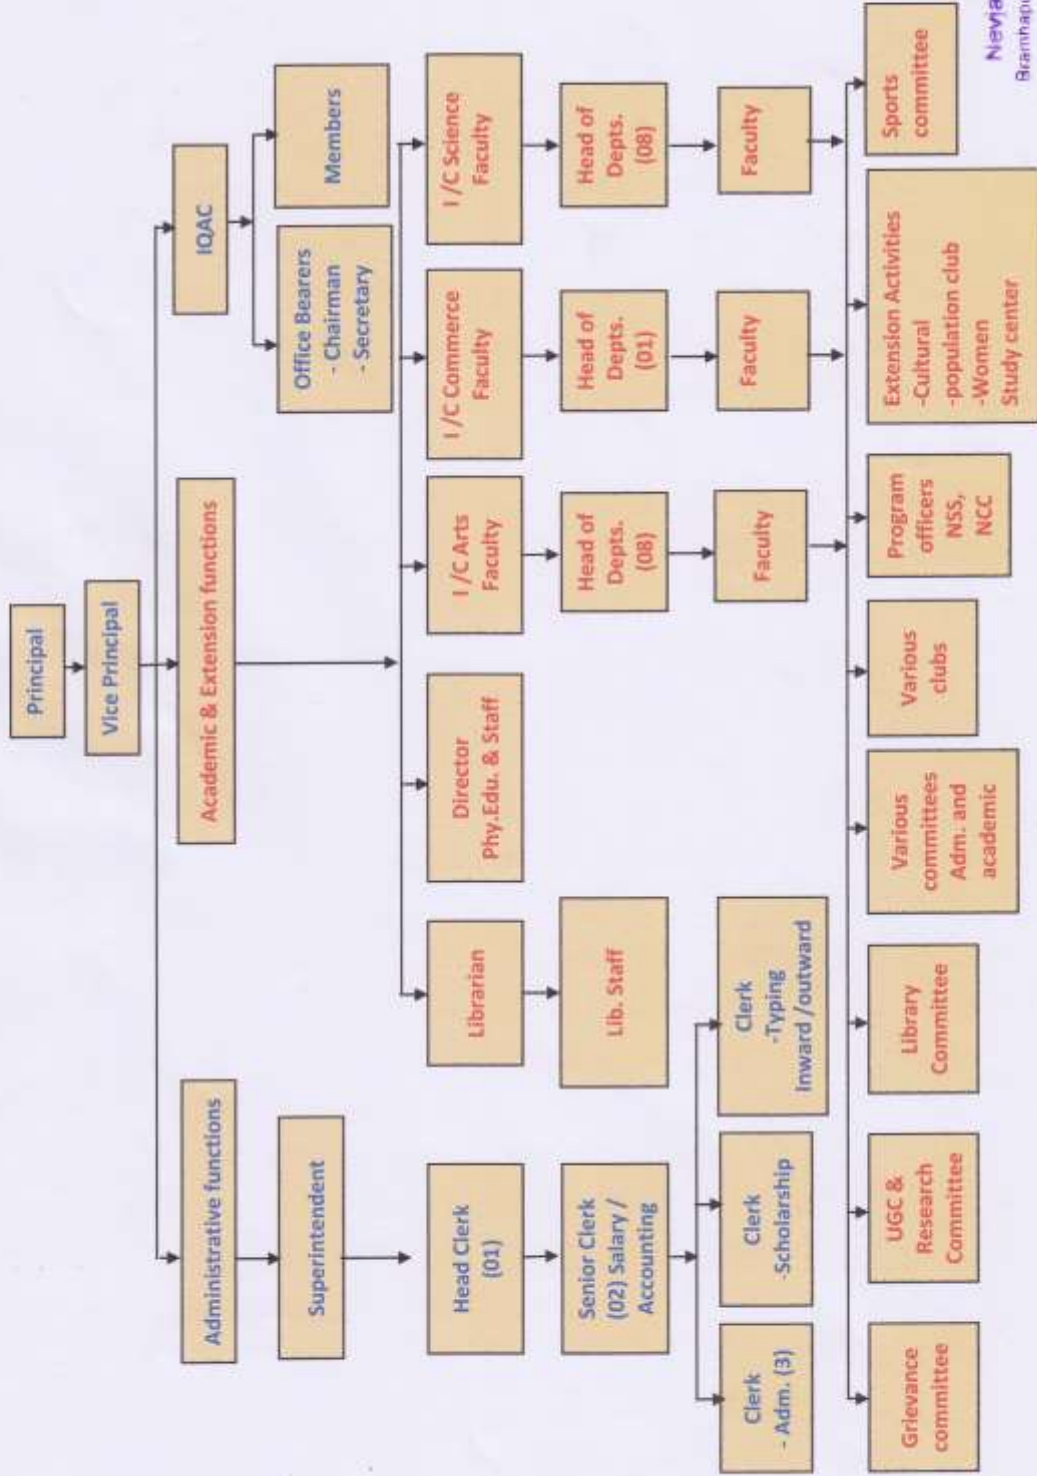 Principal
Vice Principal
Administrative functions
Academic & Extension functions
IQAC
Superintendent
Office Bearers
- Chairman
- Secretary
Members
Head Clerk
(01)
Librarian
Director
Phy.Edu. & Staff
I /C Arts
Faculty
I /C Commerce
Faculty
I /C Science
Faculty
Senior Clerk
(02) Salary /
Accounting
Lib. Staff
Head of
Depts.
(08)
Head of
Depts.
(01)
Head of
Depts.
(08)
Clerk
- Adm. (3)
Clerk
-Scholarship
Clerk
-Typing
Inward /outward
Faculty
Faculty
Faculty
Grievance
committee
UGC &
Research
Committee
Library
Committee
Various
committees
Adm. and
academic
Various
clubs
Program
officers
NSS,
NCC
Extension Activities
-Cultural
-population club
-Women
Study center
Sports
committee